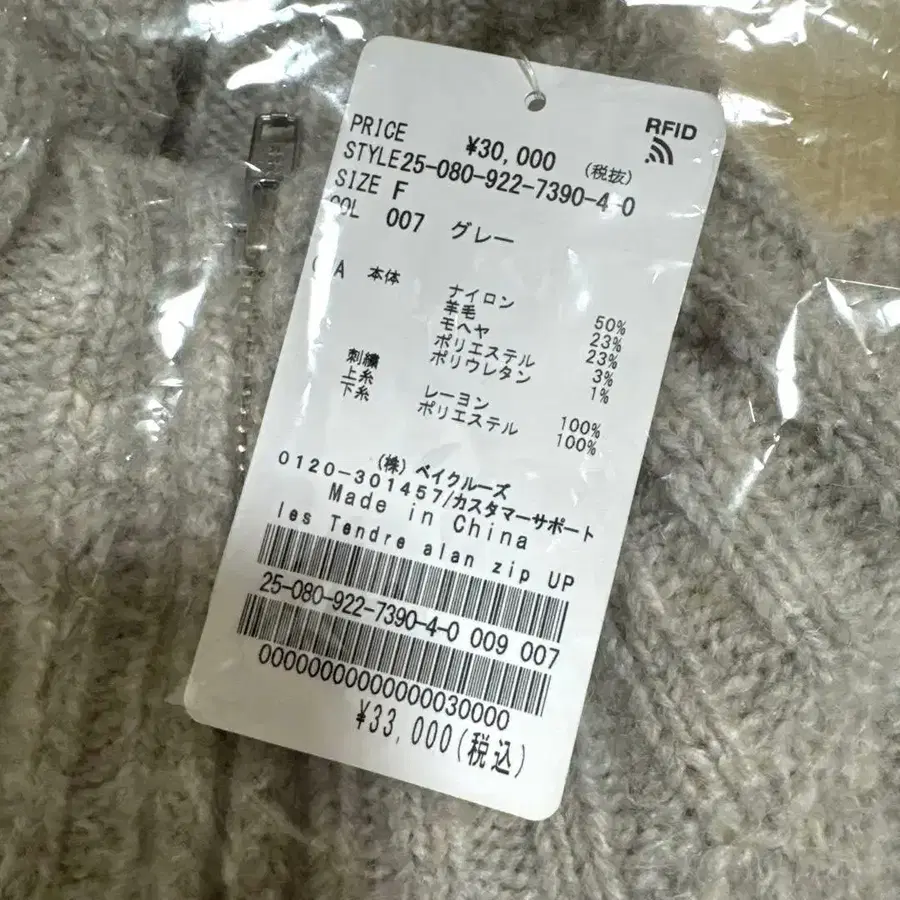 RFID
PRICE ¥30,000 (税抜)
STYLE25-080-922-7390-4-0
SIZE F
COL 007 グレー
本体 ナイロン 50%
羊毛 23%
モヘヤ 23%
ポリエステル 3%
ポリウレタン 1%
刺繍
上糸 レーヨン 100%
下糸 ポリエステル 100%
(株)ベイクルーズ
0120-301457/カスタマーサポート
Made in China
les Tendre alan zip UP
25-080-922-7390-4-0 009 007
0000000000000030000
¥33,000(税込)